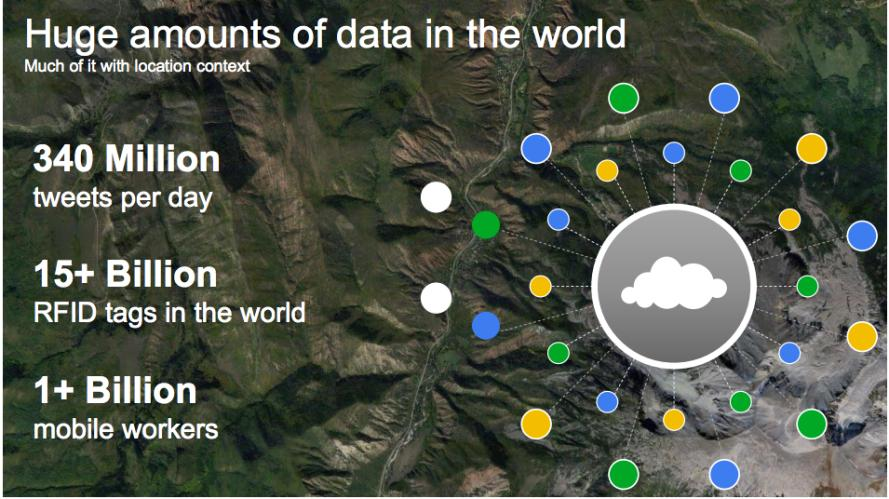 Huge amounts of data in the world
Much of it with location context
340 Million
tweets per day
15+ Billion
RFID tags in the world
1+ Billion
mobile workers